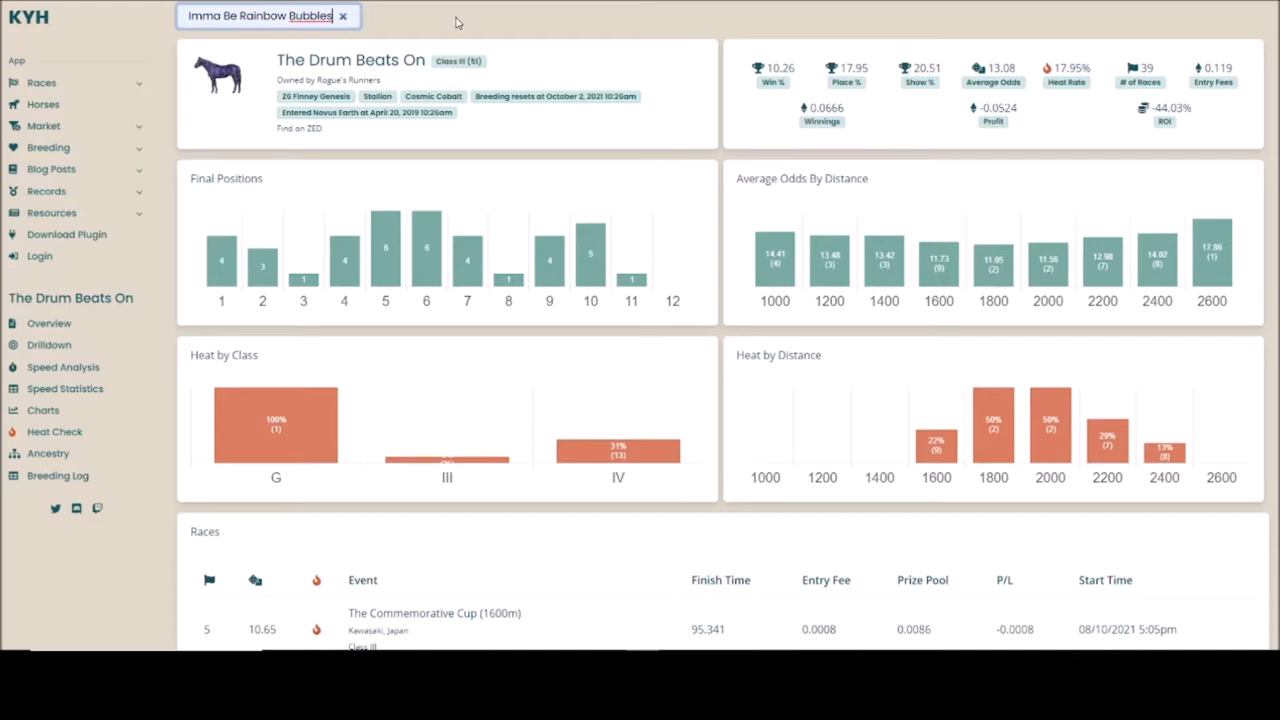 KYH
Imma Be Rainbow Bubbles
App
Races
Horses
Market
Breeding
Blog Posts
Records
Resources
Download Plugin
Login
The Drum Beats On
Overview
Drilldown
Speed Analysis
Speed Statistics
Charts
Heat Check
Ancestry
Breeding Log
The Drum Beats On Class III (51)
Owned by Rogue's Runners
Z6 Finney Genesis Stallion Cosmic Cobalt Breeding resets at October 2, 2021 10:26am
Entered Novus Earth at April 20, 2019 10:26am
Find on ZED
10.26 17.95 20.51 13.08 17.95% 39 0.119
Win % Place % Show % Average Odds Heat Rate # of Races Entry Fees
0.0666 -0.0524 -44.03%
Winnings Profit ROI
Final Positions
4 3 1 4 6 6 4 1 4 5 1
1 2 3 4 5 6 7 8 9 10 11 12
Average Odds By Distance
14.41 13.48 13.42 11.73 11.05 11.56 12.98 14.02 17.86
(4) (3) (3) (9) (2) (2) (7) (8) (1)
1000 1200 1400 1600 1800 2000 2200 2400 2600
Heat by Class
100% 31%
(1) (13)
G III IV
Heat by Distance
22% 50% 50% 29% 13%
(9) (2) (2) (7) (8)
1000 1200 1400 1600 1800 2000 2200 2400 2600
Races
Event Finish Time Entry Fee Prize Pool P/L Start Time
The Commemorative Cup (1600m)
5 10.65 Kawasaki, Japan 95.341 0.0008 0.0086 -0.0008 08/10/2021 5:05pm
Class III